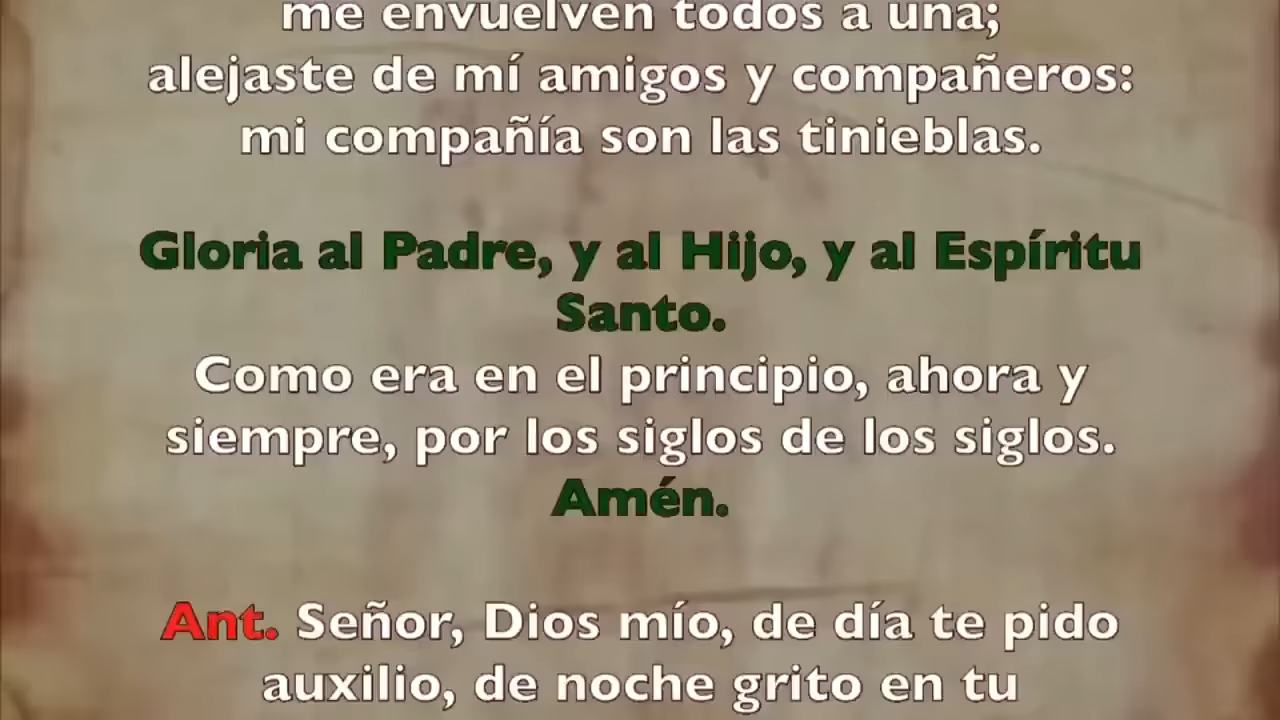 me envuelven todos a una;
alejaste de mí amigos y compañeros:
mi compañía son las tinieblas.
Gloria al Padre, y al Hijo, y al Espíritu
Santo.
Como era en el principio, ahora y
siempre, por los siglos de los siglos.
Amén.
Ant. Señor, Dios mío, de día te pido
auxilio, de noche grito en tu